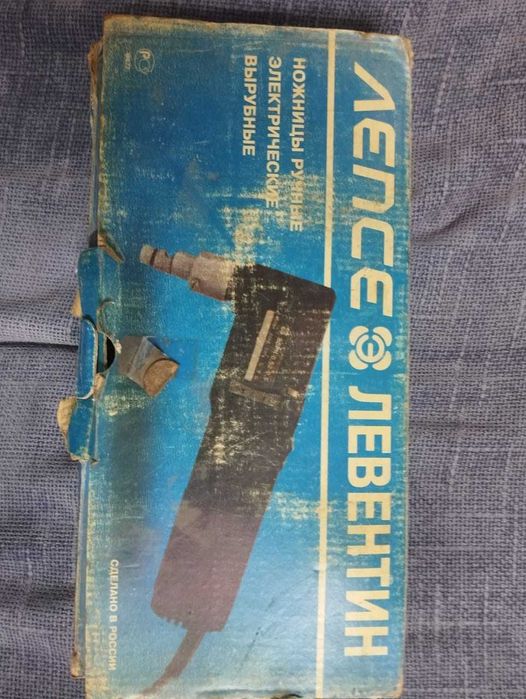 ЛЕПСЕ ЛЕВЕНТИН
НОЖНИЦЫ РУЧНЫЕ
ЭЛЕКТРИЧЕСКИЕ
ВЫРУБНЫЕ
СДЕЛАНО В РОССИИ